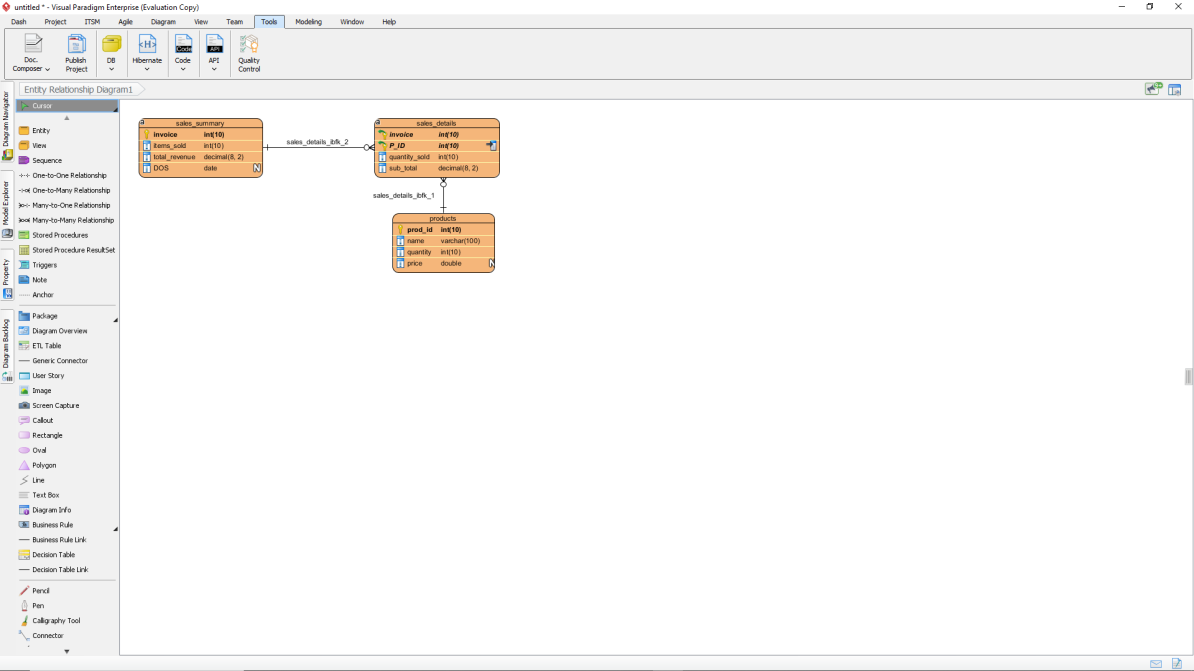 untitled * - Visual Paradigm Enterprise (Evaluation Copy)
Dash Project ITSM Agile Diagram View Team Tools Modeling Window Help
Doc. Composer
Publish Project
DB
Hibernate
Code
API
Quality Control
Entity Relationship Diagram1
Diagram Navigator
Model Explorer
Property
Diagram Backlog
Cursor
Entity
View
Sequence
One-to-One Relationship
One-to-Many Relationship
Many-to-One Relationship
Many-to-Many Relationship
Stored Procedures
Stored Procedure ResultSet
Triggers
Note
Anchor
Package
Diagram Overview
ETL Table
Generic Connector
User Story
Image
Screen Capture
Callout
Rectangle
Oval
Polygon
Line
Text Box
Diagram Info
Business Rule
Business Rule Link
Decision Table
Decision Table Link
Pencil
Pen
Calligraphy Tool
Connector
sales_summary
invoice int(10)
items_sold int(10)
total_revenue decimal(8, 2)
DOS date N
sales_details_ibfk_2
sales_details
invoice int(10)
P_ID int(10)
quantity_sold int(10)
sub_total decimal(8, 2)
sales_details_ibfk_1
products
prod_id int(10)
name varchar(100)
quantity int(10)
price double N